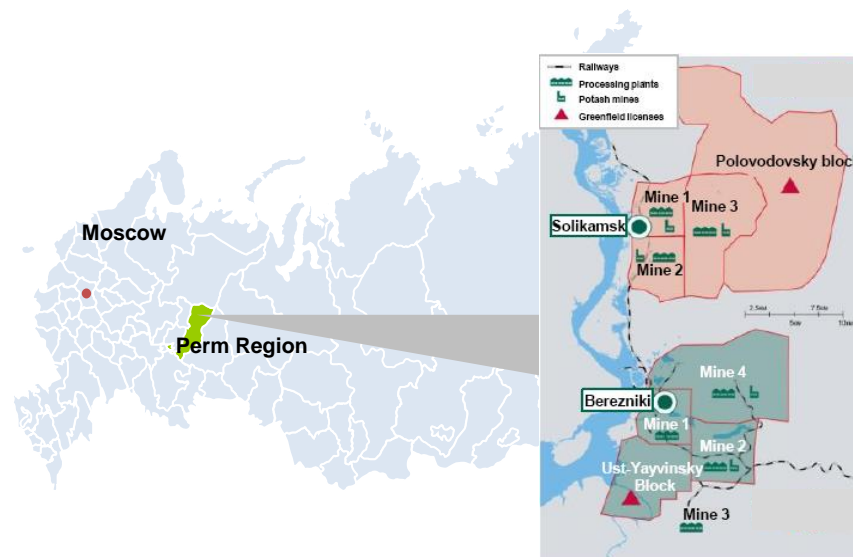 Railways
Processing plants
Potash mines
Greenfield licenses
Polovodovsky block
Mine 1
Mine 3
Moscow
Solikamsk
Mine 2
Perm Region
Mine 4
Berezniki
Mine 1
Mine 2
Ust-Yayvinsky
Block
Mine 3